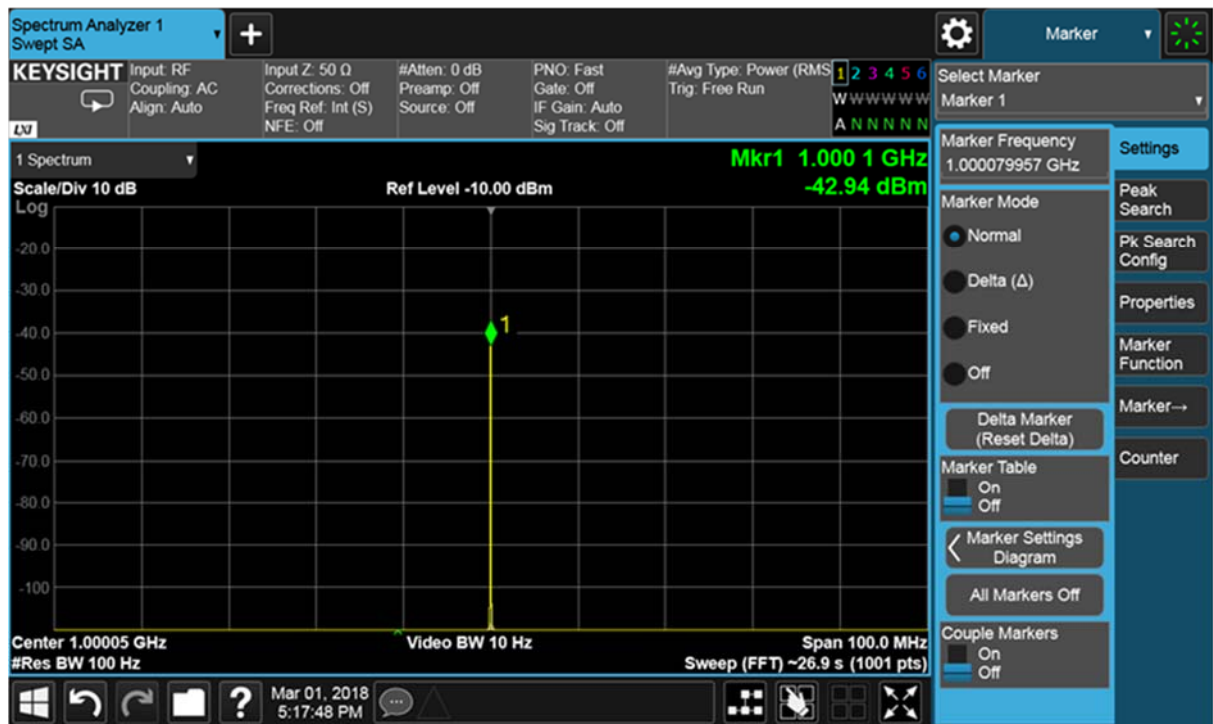 Spectrum Analyzer 1
Swept SA
Marker
KEYSIGHT
LXI
Input: RF
Coupling: AC
Align: Auto
Input Z: 50 Ω
Corrections: Off
Freq Ref: Int (S)
NFE: Off
#Atten: 0 dB
Preamp: Off
Source: Off
PNO: Fast
Gate: Off
IF Gain: Auto
Sig Track: Off
#Avg Type: Power (RMS
Trig: Free Run
1 2 3 4 5 6
W W W W W W
A N N N N N
Select Marker
Marker 1
1 Spectrum
Mkr1 1.000 1 GHz
-42.94 dBm
Scale/Div 10 dB
Ref Level -10.00 dBm
Log
-20.0
-30.0
-40.0
-50.0
-60.0
-70.0
-80.0
-90.0
-100
1
Center 1.00005 GHz
Video BW 10 Hz
Span 100.0 MHz
#Res BW 100 Hz
Sweep (FFT) ~26.9 s (1001 pts)
Marker Frequency
1.000079957 GHz
Marker Mode
Normal
Delta (Δ)
Fixed
Off
Delta Marker
(Reset Delta)
Marker Table
On
Off
Marker Settings
Diagram
All Markers Off
Couple Markers
On
Off
Settings
Peak
Search
Pk Search
Config
Properties
Marker
Function
Marker→
Counter
?
Mar 01, 2018
5:17:48 PM